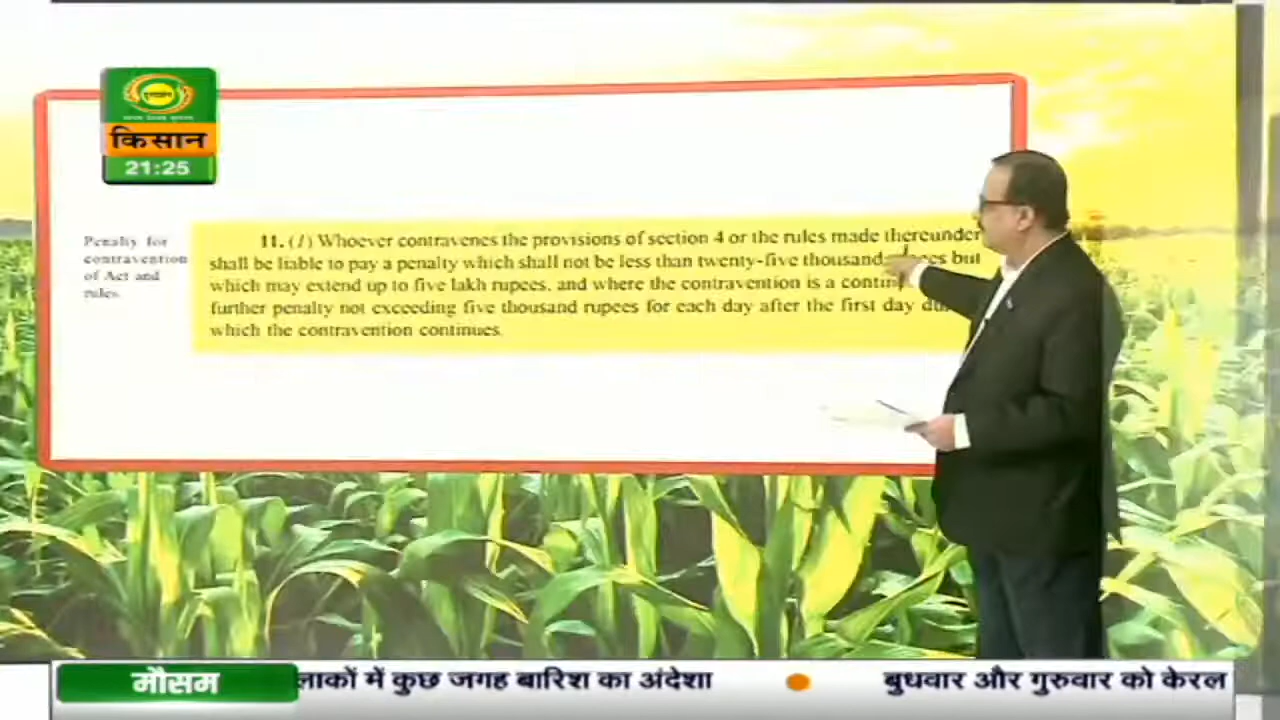 किसान
21:25
Penalty for
contravention
of Act and
rules.
11. (1) Whoever contravenes the provisions of section 4 or the rules made thereunder
shall be liable to pay a penalty which shall not be less than twenty-five thousand but
which may extend up to five lakh rupees, and where the contravention is a
further penalty not exceeding five thousand rupees for each day after the first day
which the contravention continues.
मौसम
लाकों में कुछ जगह बारिश का अंदेशा
बुधवार और गुरुवार को केरल